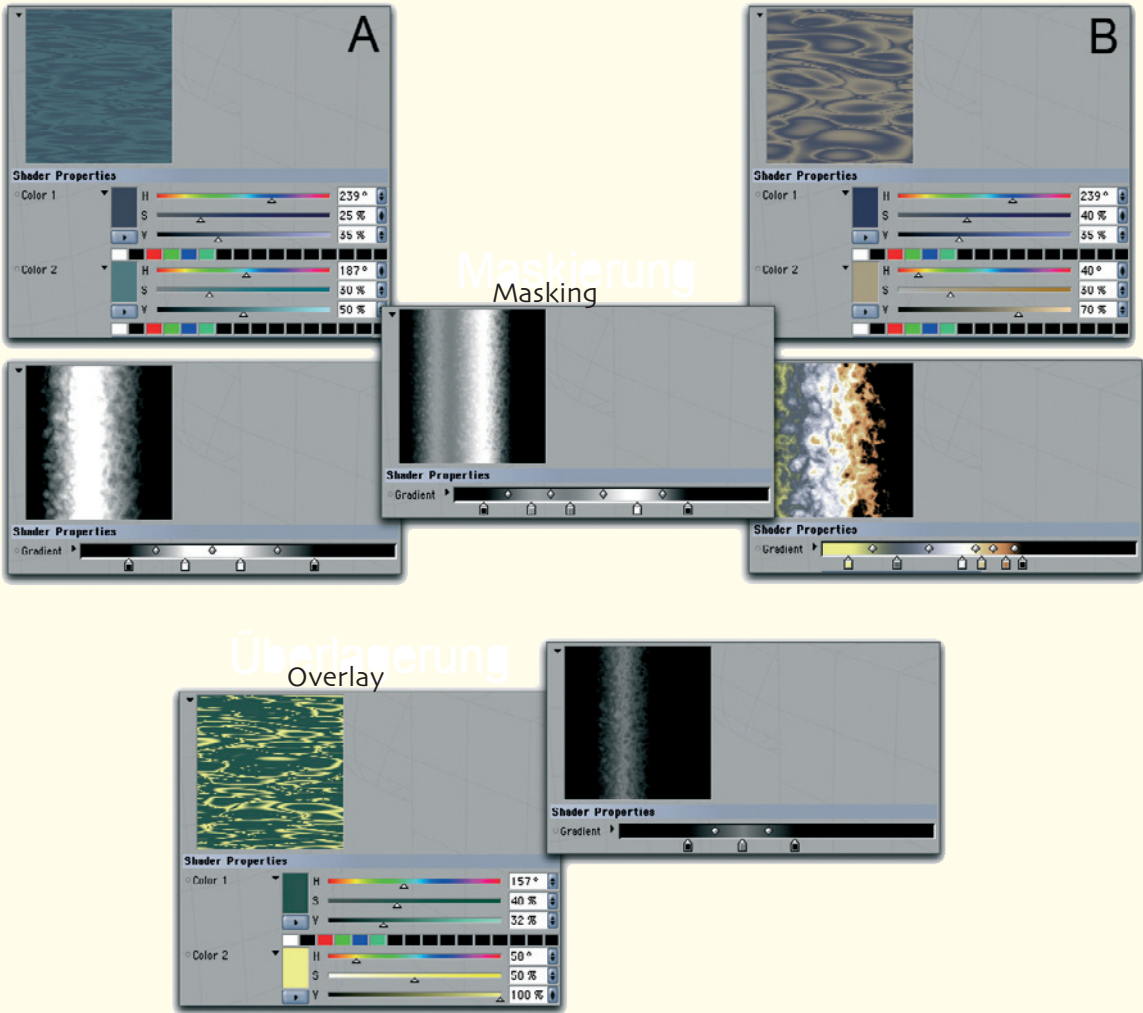 A
Shader Properties
Color 1
H 239°
S 25 %
V 35 %
Color 2
H 187°
S 30 %
V 50 %
B
Shader Properties
Color 1
H 239°
S 40 %
V 35 %
Color 2
H 40°
S 30 %
V 70 %
Maskierung
Masking
Shader Properties
Gradient
Shader Properties
Gradient
Shader Properties
Gradient
Überlagerung
Overlay
Shader Properties
Gradient
Shader Properties
Color 1
H 157°
S 40 %
V 32 %
Color 2
H 58°
S 50 %
V 100 %